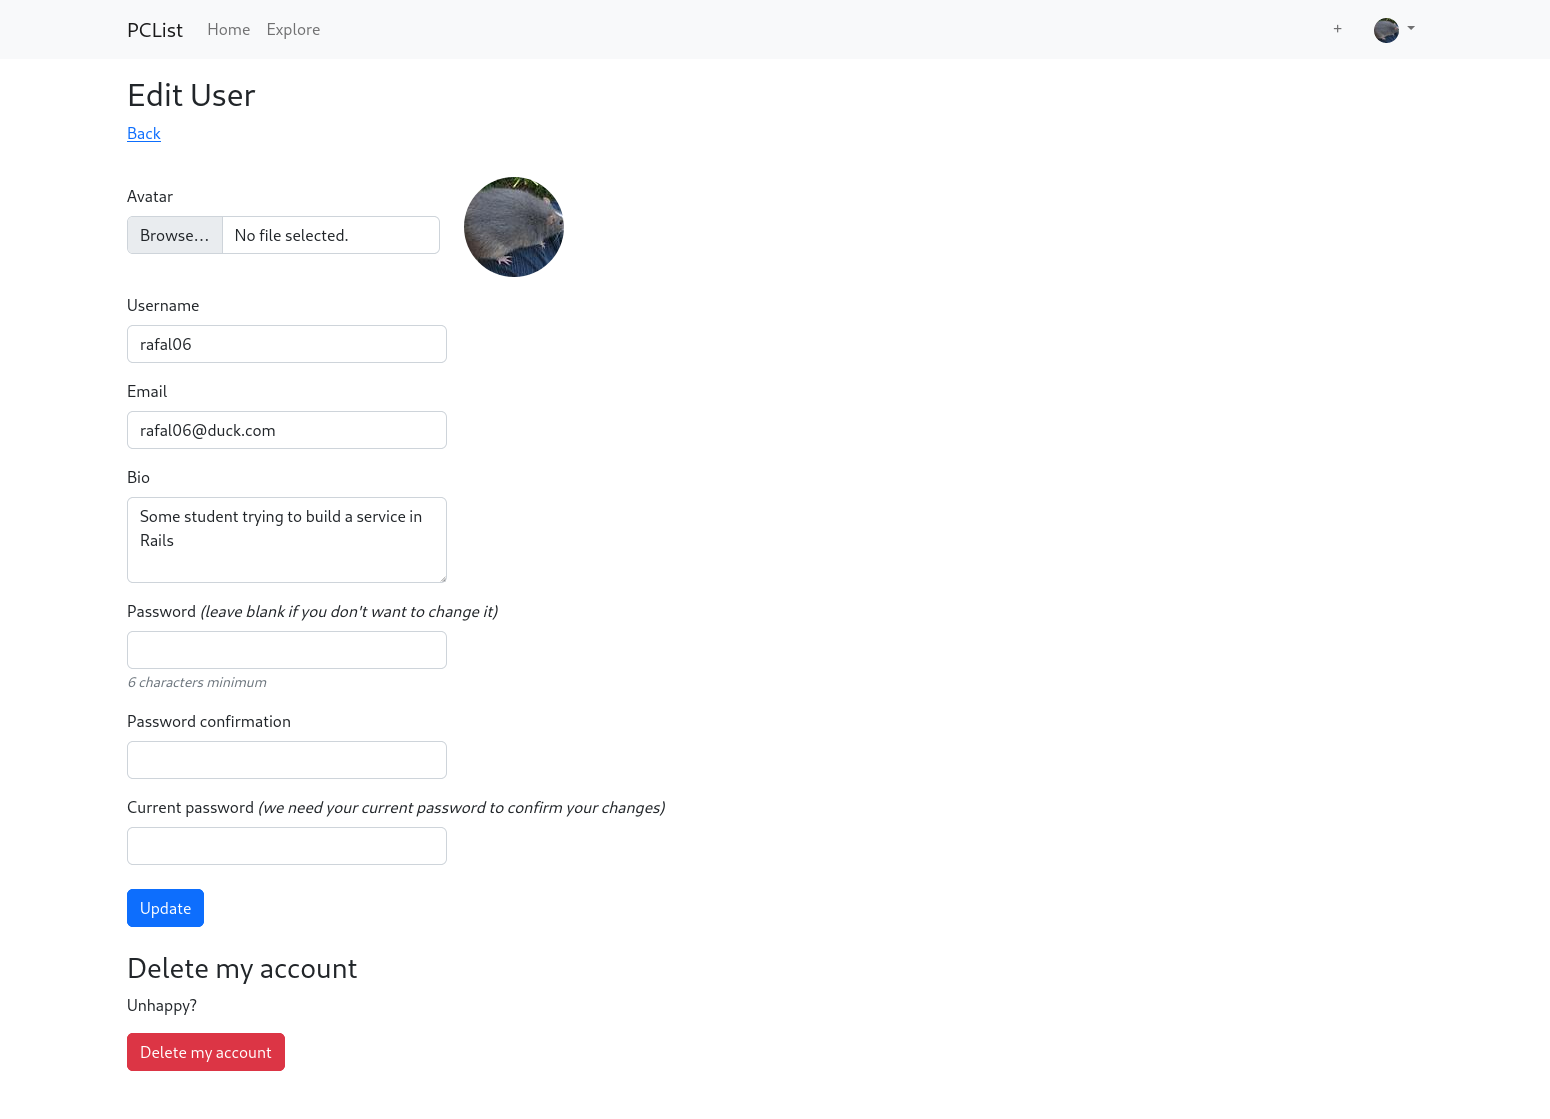 PCList Home Explore +
Edit User
Back
Avatar
Browse... No file selected.
Username
rafal06
Email
rafal06@duck.com
Bio
Some student trying to build a service in
Rails
Password (leave blank if you don't want to change it)
6 characters minimum
Password confirmation
Current password (we need your current password to confirm your changes)
Update
Delete my account
Unhappy?
Delete my account